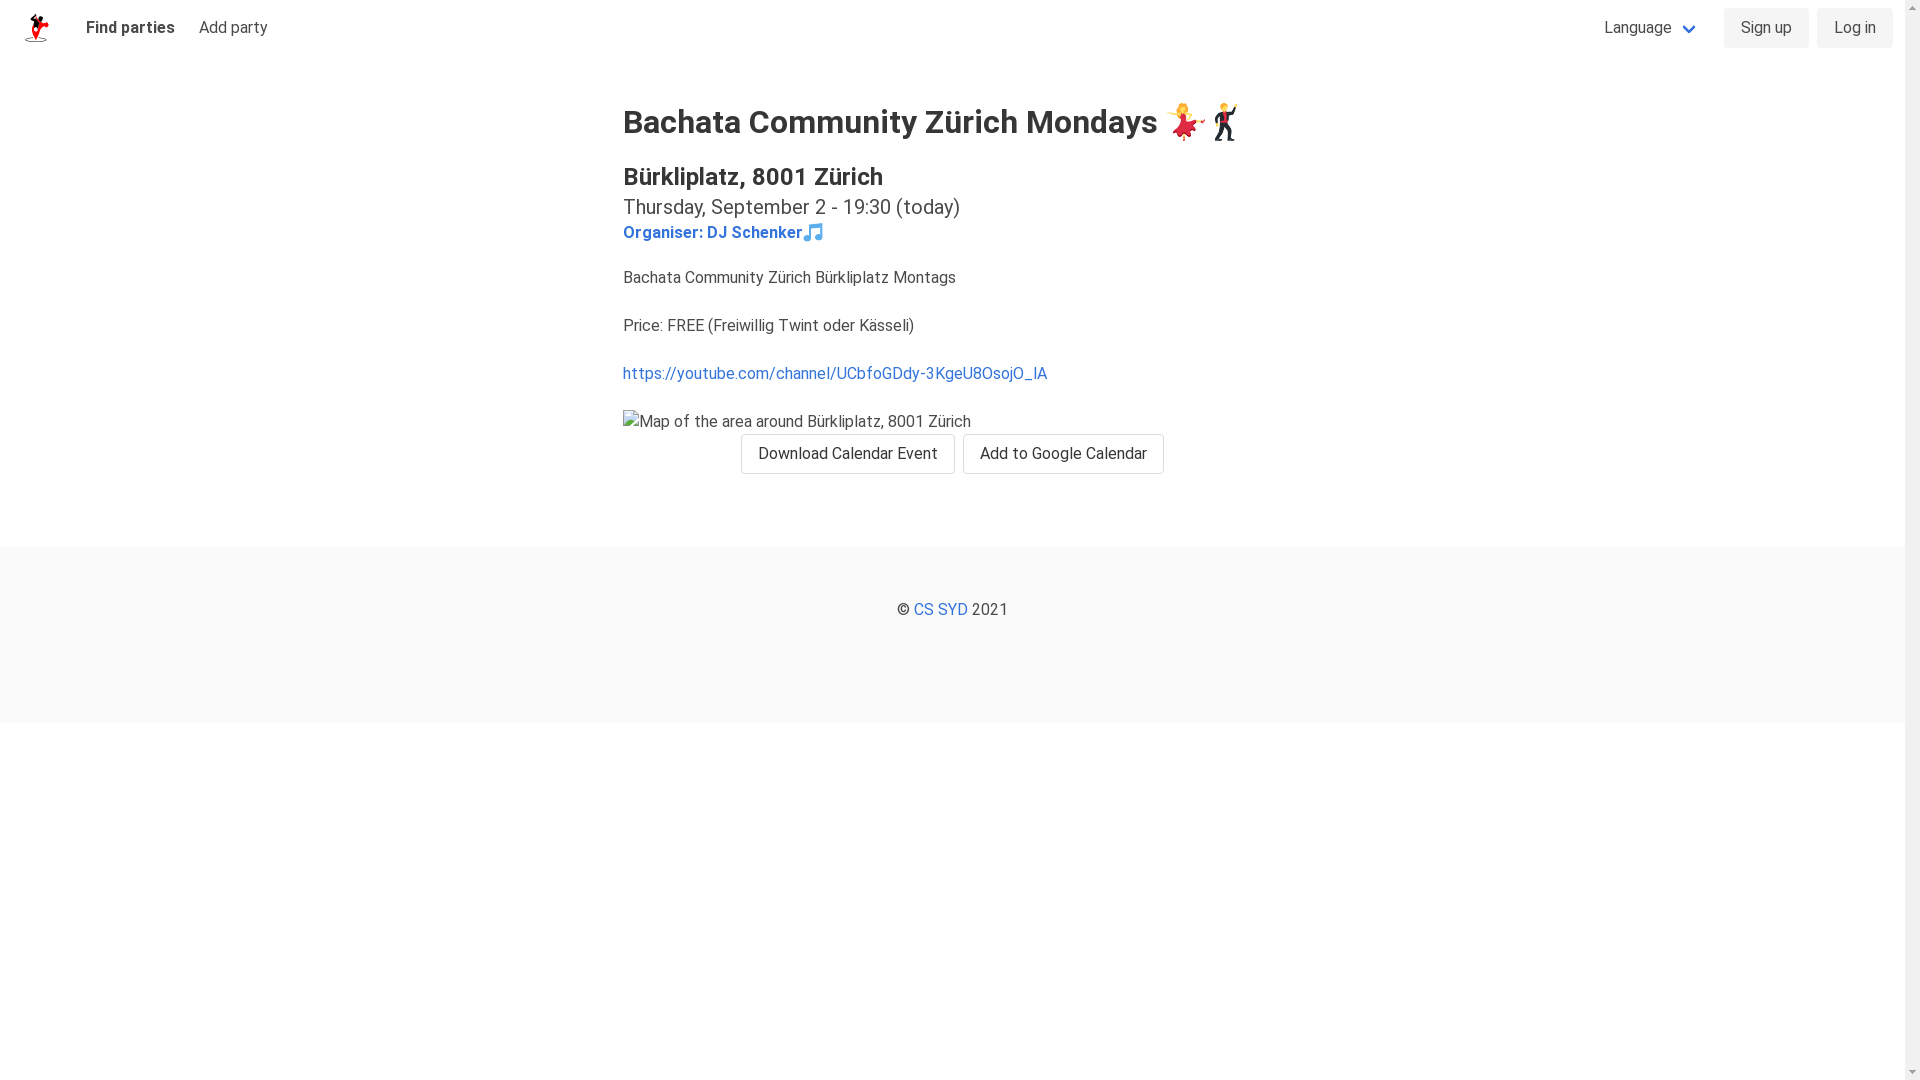 Find parties
Add party
Language
Sign up
Log in
Bachata Community Zürich Mondays 💃🕺
Bürkliplatz, 8001 Zürich
Thursday, September 2 - 19:30 (today)
Organiser: DJ Schenker🎵
Bachata Community Zürich Bürkliplatz Montags
Price: FREE (Freiwillig Twint oder Kässeli)
https://youtube.com/channel/UCbfoGDdy-3KgeU8OsojO_lA
Map of the area around Bürkliplatz, 8001 Zürich
Download Calendar Event
Add to Google Calendar
© CS SYD 2021